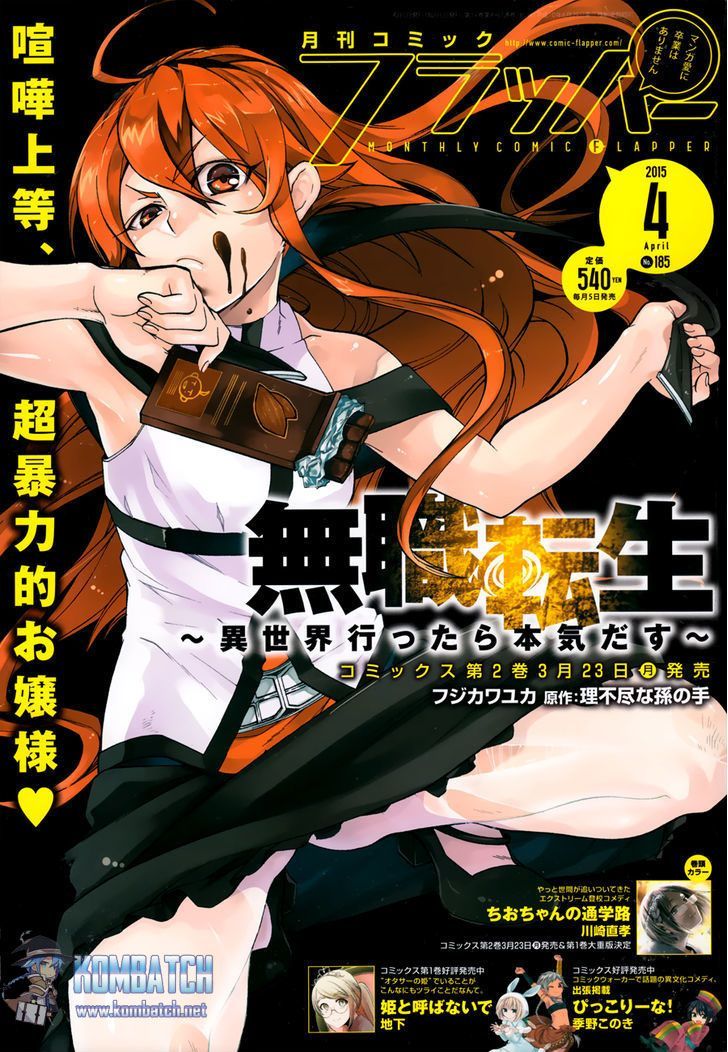 月刊コミック
http://www.comic-flapper.com/
フラッパー
MONTHLY COMIC FLAPPER
マンガ愛に
卒業は
ありません
2015
4
April
No.185
定価
540YEN
毎月5日発売
喧嘩上等、
超暴力的お嬢様♥
無職転生
～異世界行ったら本気だす～
コミックス第2巻3月23日㊊発売
フジカワユカ 原作:理不尽な孫の手
巻頭
カラー
やっと世間が追いついてきた
エクストリーム登校コメディ
ちおちゃんの通学路
川崎直孝
コミックス第2巻3月23日㊊発売&第1巻大重版決定
コミックス第1巻好評発売中
"オタサーの姫"でいることが
こんなにもツライことだなんて。
姫と呼ばないで
地下
コミックス好評発売中
コミックウォーカーで話題の異文化コメディ、
出張掲載
びっこりーな!
季野このき
KOMBATCH
www.kombatch.net